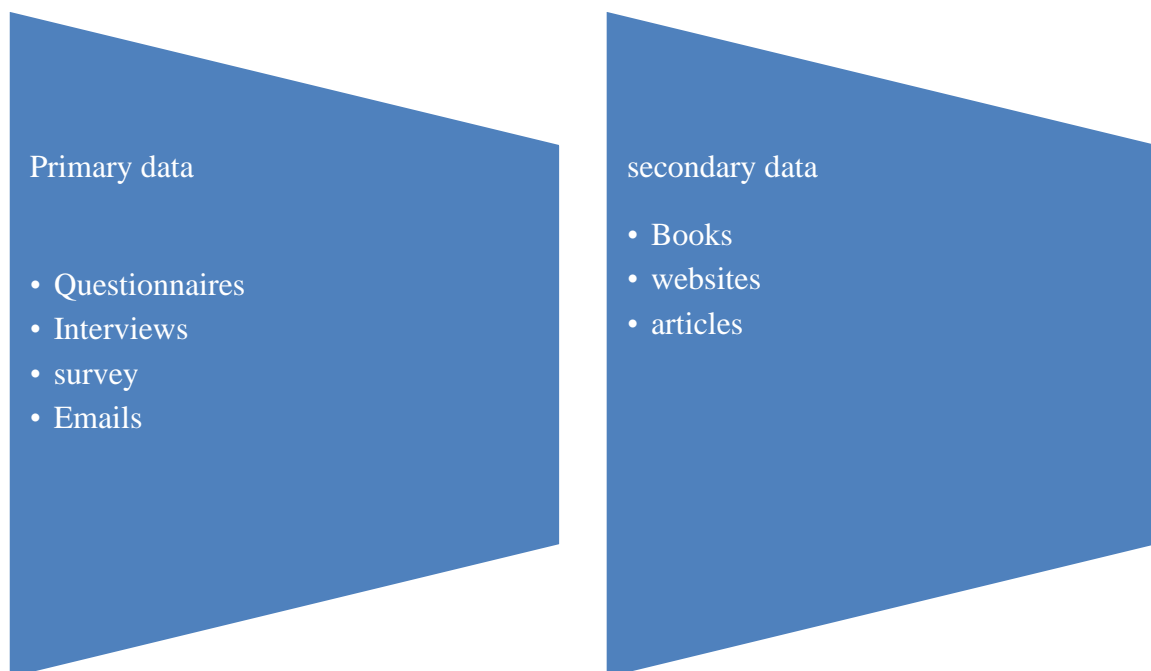 Primary data
• Questionnaires
• Interviews
• survey
• Emails
secondary data
• Books
• websites
• articles